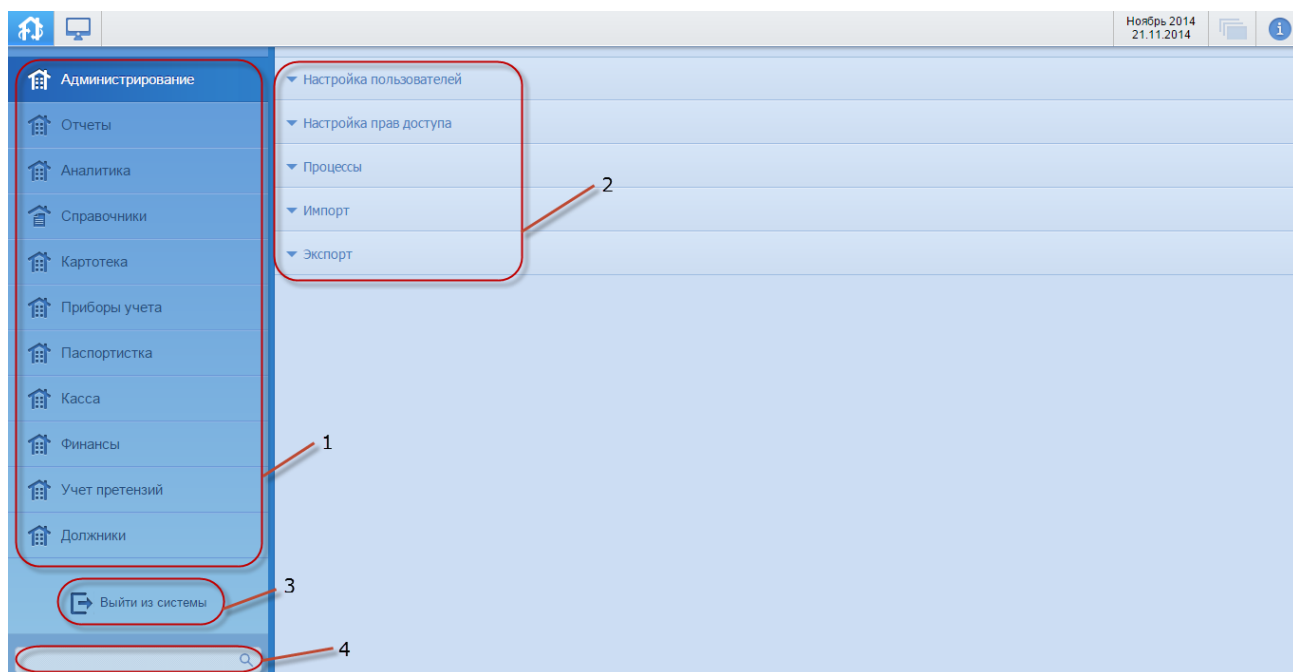 Ноябрь 2014
21.11.2014
Администрирование
Отчеты
Аналитика
Справочники
Картотека
Приборы учета
Паспортистка
Касса
Финансы
Учет претензий
Должники
Выйти из системы
Настройка пользователей
Настройка прав доступа
Процессы
Импорт
Экспорт
2
1
3
4